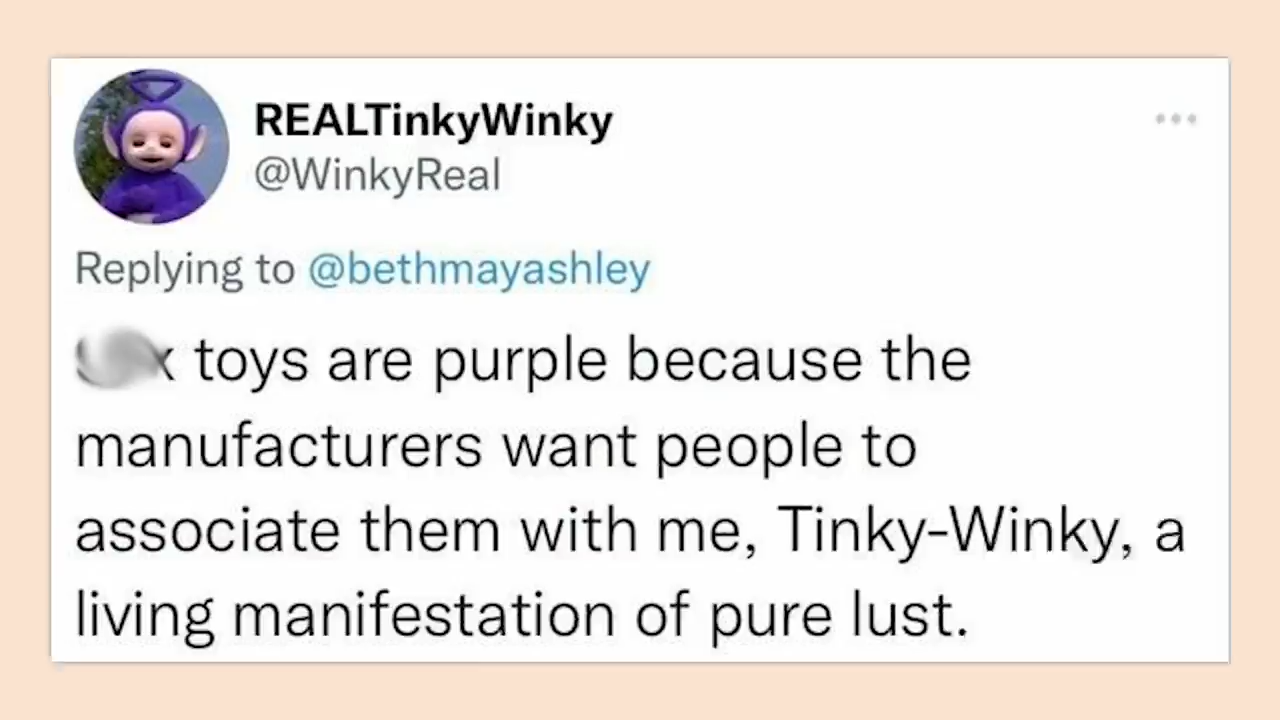 REALTinkyWinky
@WinkyReal
Replying to @bethmayashley
toys are purple because the
manufacturers want people to
associate them with me, Tinky-Winky, a
living manifestation of pure lust.